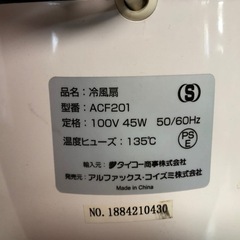 品名：冷風扇
型番：ACF201
定格：100V 45W 50/60Hz
温度ヒューズ：135℃
S
PS
E
輸入元：タイコー商事株式会社
発売元：アルファックス・コイズミ株式会社
Made in China
NO.1884210430